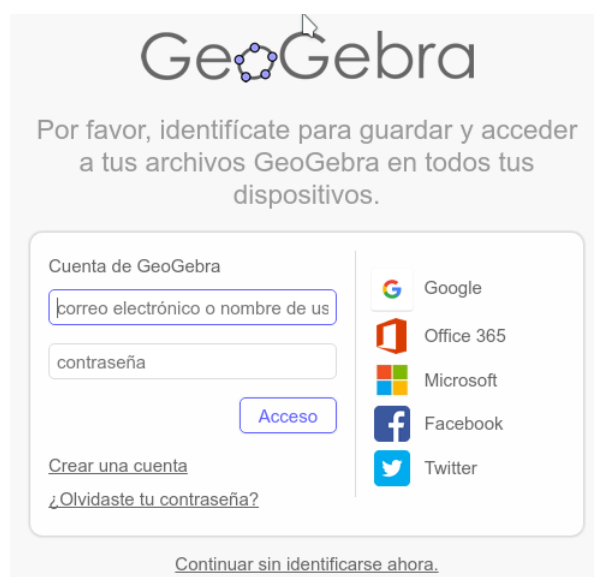 GeoGebra
Por favor, identifícate para guardar y acceder
a tus archivos GeoGebra en todos tus
dispositivos.
Cuenta de GeoGebra
correo electrónico o nombre de us
contraseña
Acceso
Crear una cuenta
¿Olvidaste tu contraseña?
Google
Office 365
Microsoft
Facebook
Twitter
Continuar sin identificarse ahora.